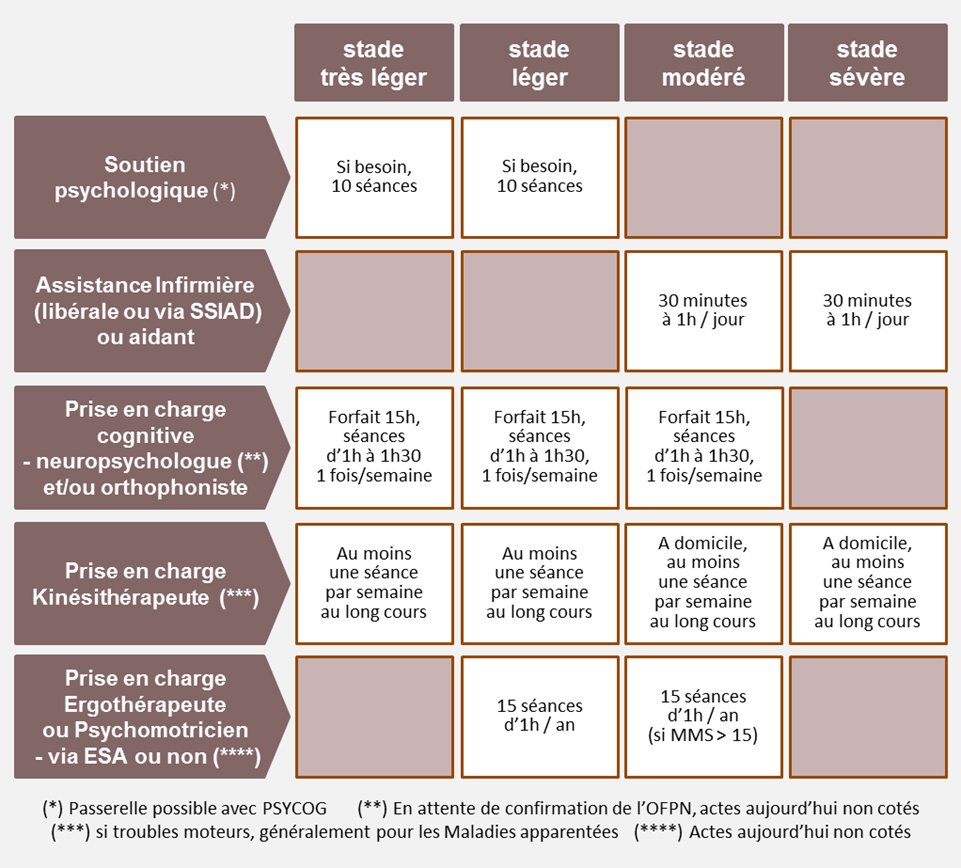 stade
très léger
stade
léger
stade
modéré
stade
sévère
Soutien
psychologique (*)
Si besoin,
10 séances
Si besoin,
10 séances
Assistance Infirmière
(libérale ou via SSIAD)
ou aidant
30 minutes
à 1h / jour
30 minutes
à 1h / jour
Prise en charge
cognitive
- neuropsychologue (**)
et/ou orthophoniste
Forfait 15h,
séances
d'1h à 1h30
1 fois/semaine
Forfait 15h,
séances
d'1h à 1h30,
1 fois/semaine
Forfait 15h,
séances
d'1h à 1h30,
1 fois/semaine
Prise en charge
Kinésithérapeute (***)
Au moins
une séance
par semaine
au long cours
Au moins
une séance
par semaine
au long cours
A domicile,
au moins
une séance
par semaine
au long cours
A domicile,
au moins
une séance
par semaine
au long cours
Prise en charge
Ergothérapeute
ou Psychomotricien
- via ESA ou non (****)
15 séances
d'1h / an
15 séances
d'1h / an
(si MMS > 15)
(*) Passerelle possible avec PSYCOG (**) En attente de confirmation de l'OFPN, actes aujourd'hui non cotés
(***) si troubles moteurs, généralement pour les Maladies apparentées (****) Actes aujourd'hui non cotés